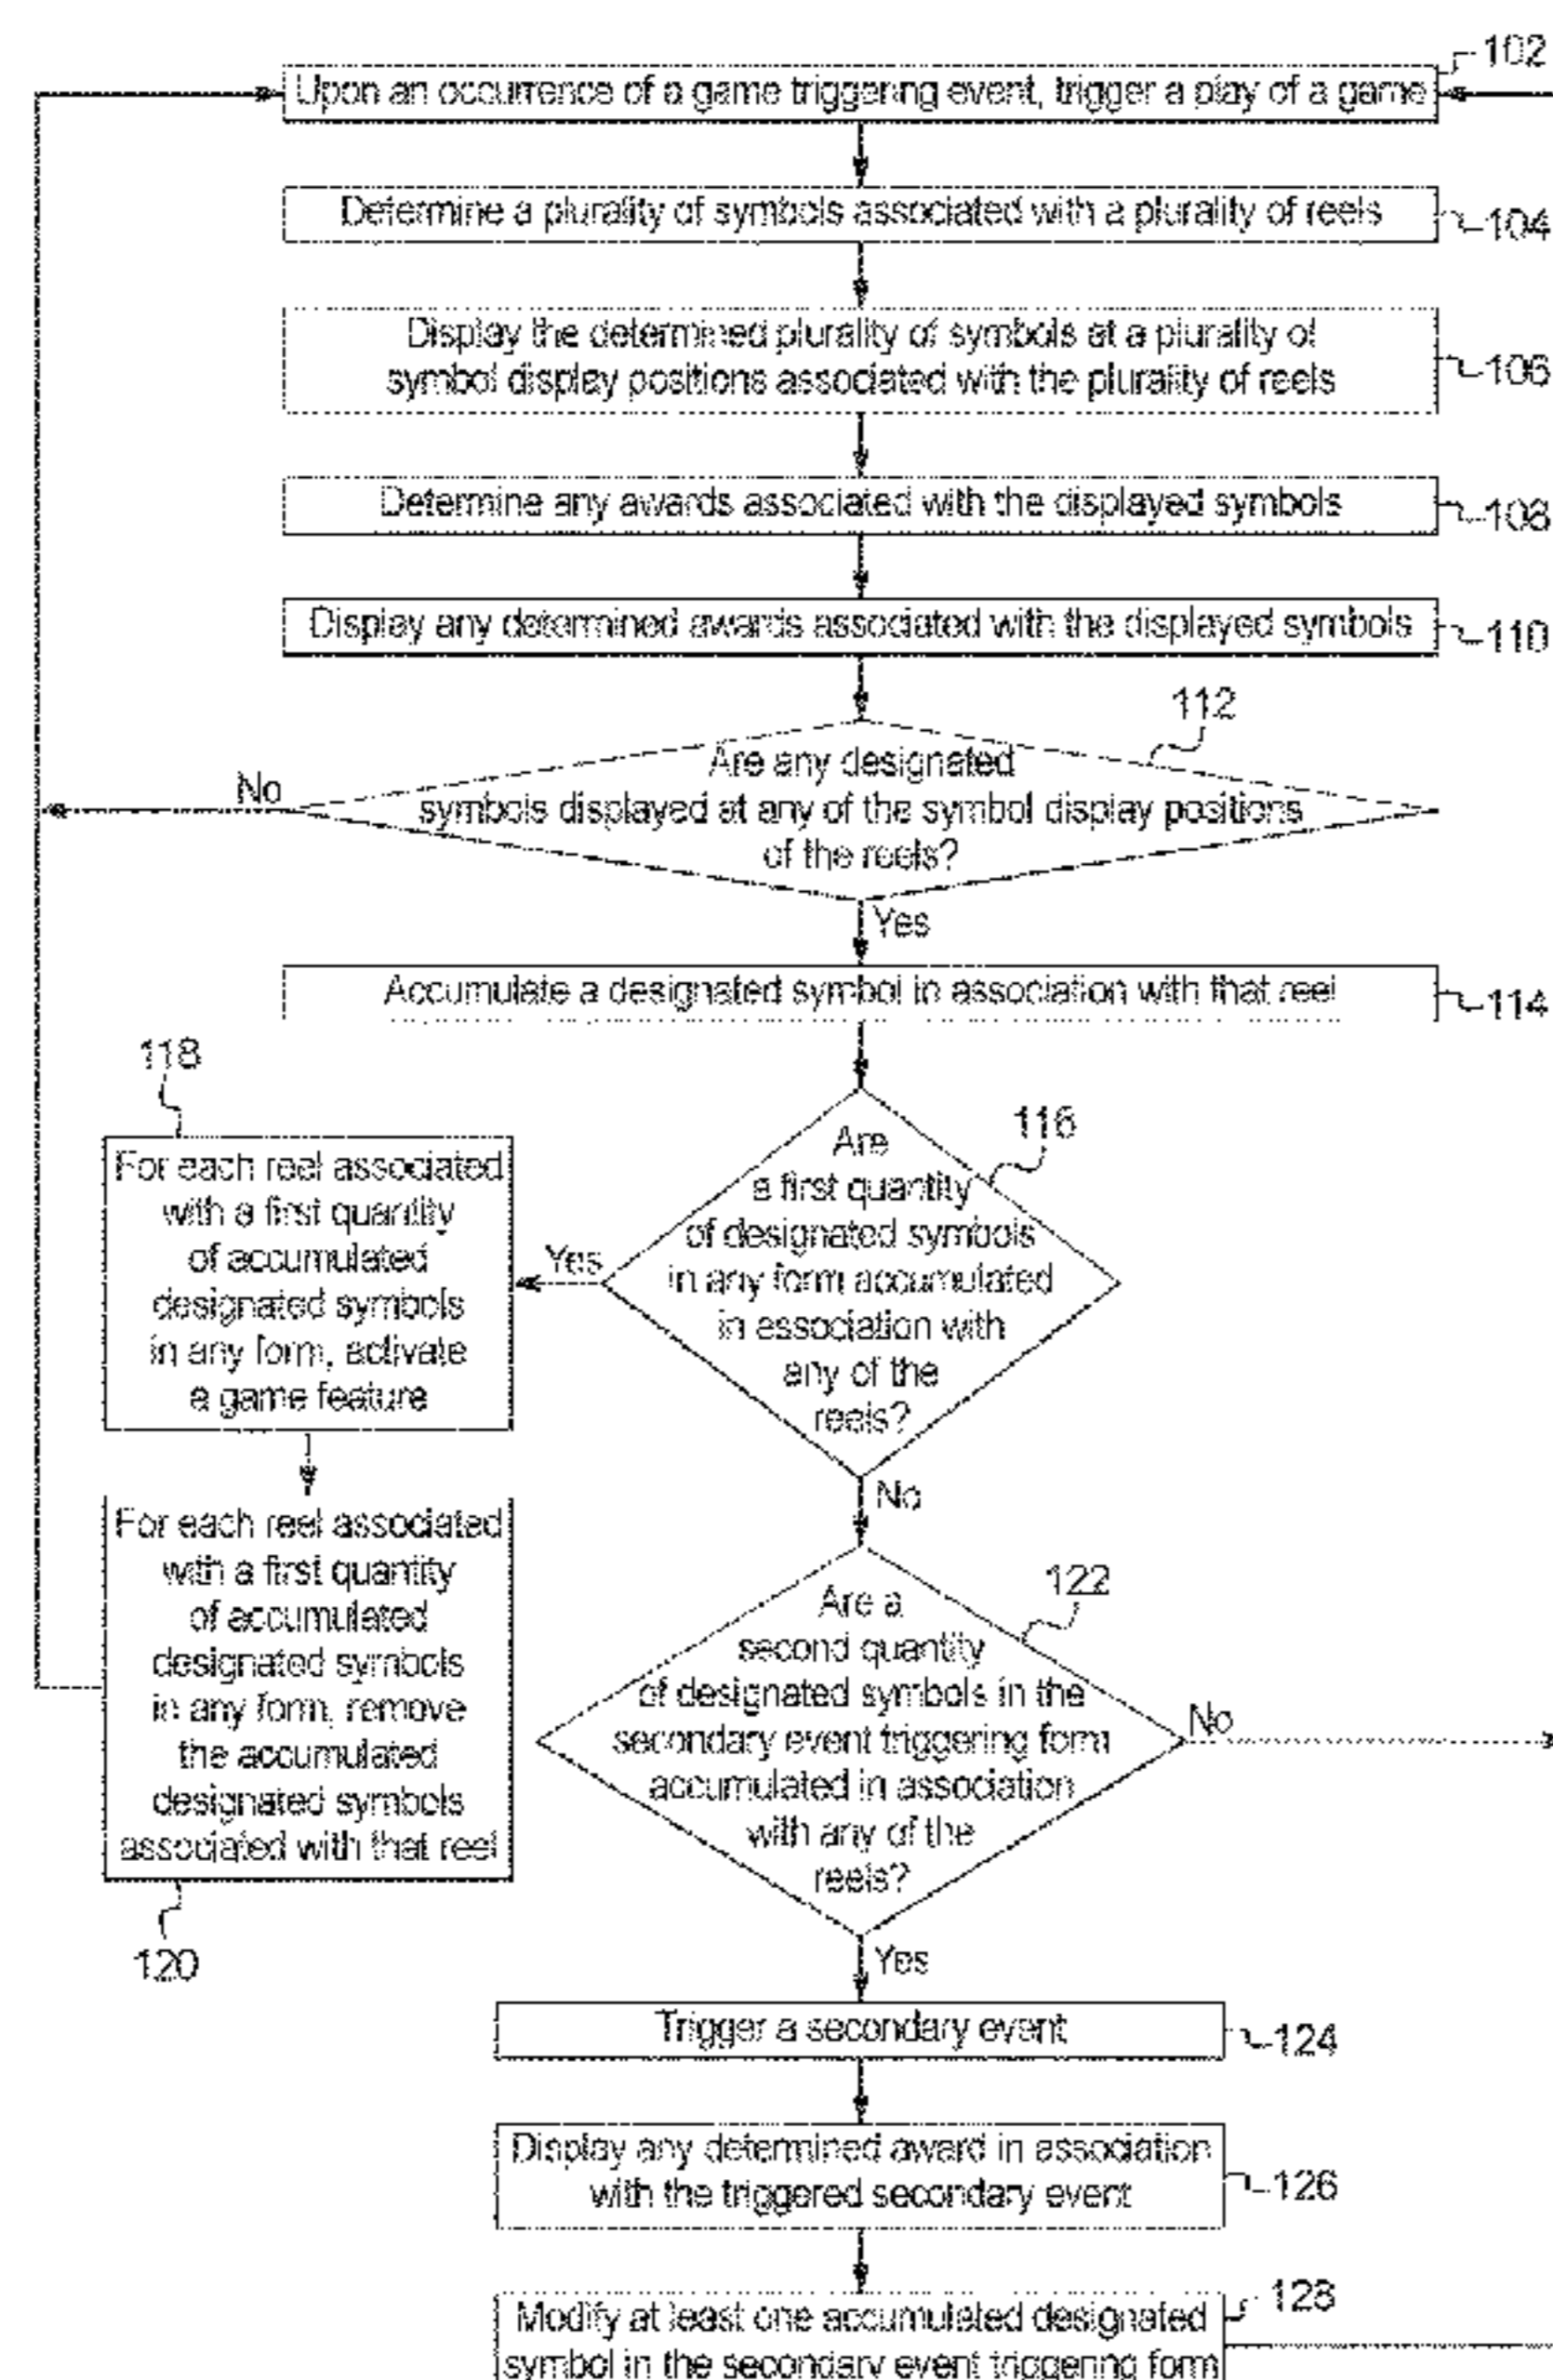 102
Upon an occurrence of a game triggering event, trigger a play of a game
Determine a plurality of symbols associated with a plurality of reels
104
Display the determined plurality of symbols at a plurality of
symbol display positions associated with the plurality of reels
106
Determine any awards associated with the displayed symbols
108
Display any determined awards associated with the displayed symbols
110
112
Are any designated
symbols displayed at any of the symbol display positions
of the reels?
No
Yes
Accumulate a designated symbol in association with that reel
114
116
Are
a first quantity
of designated symbols
in any form accumulated
in association with
any of the
reels?
Yes
118
For each reel associated
with a first quantity
of accumulated
designated symbols
in any form, activate
a game feature
For each reel associated
with a first quantity
of accumulated
designated symbols
in any form, remove
the accumulated
designated symbols
associated with that reel
120
No
122
Are a
second quantity
of designated symbols in the
secondary event triggering form
accumulated in association
with any of the
reels?
No
Yes
Trigger a secondary event
124
Display any determined award in association
with the triggered secondary event
126
128
Modify at least one accumulated designated
symbol in the secondary event triggering form